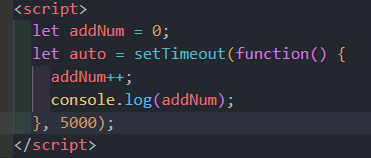 <script>
  let addNum = 0;
  let auto = setTimeout(function() {
    addNum++;
    console.log(addNum);
  }, 5000);
</script>